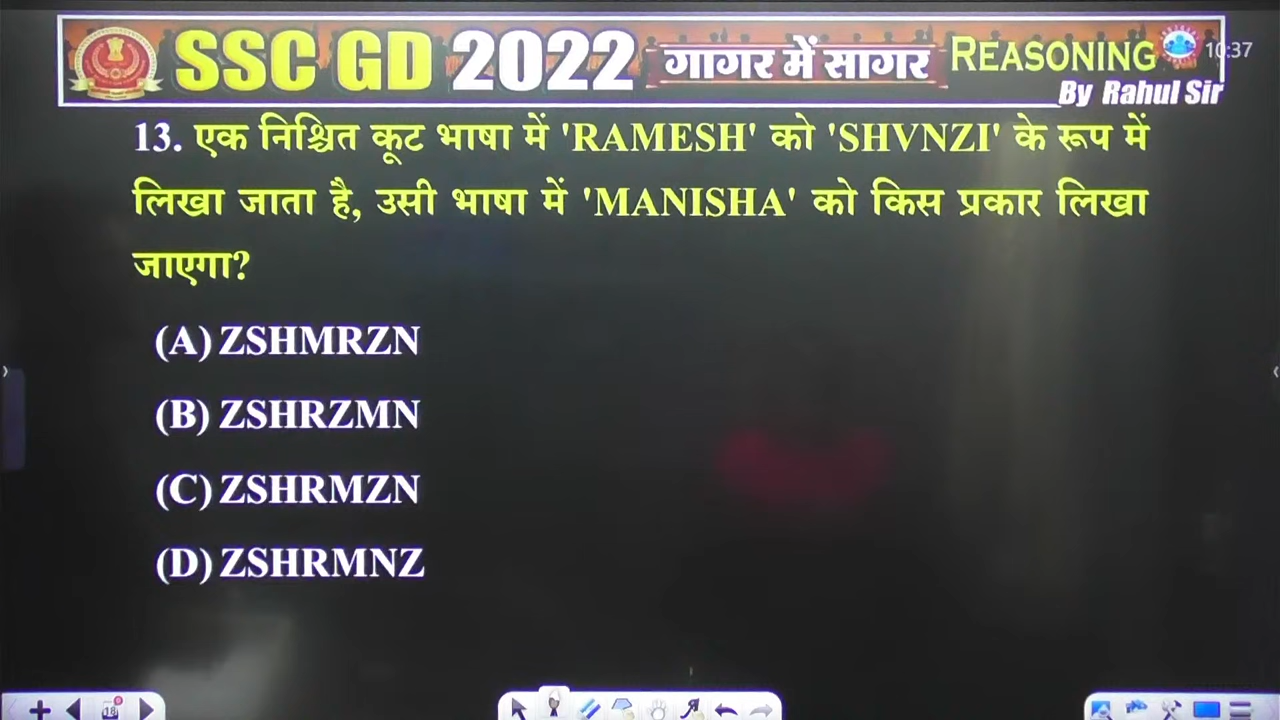 SSC GD 2022 गागर में सागर REASONING
10:37
By Rahul Sir
13. एक निश्चित कूट भाषा में 'RAMESH' को 'SHVNZI' के रूप में
लिखा जाता है, उसी भाषा में 'MANISHA' को किस प्रकार लिखा
जाएगा?
(A) ZSHMRZN
(B) ZSHRZMN
(C) ZSHRMZN
(D) ZSHRMNZ
18